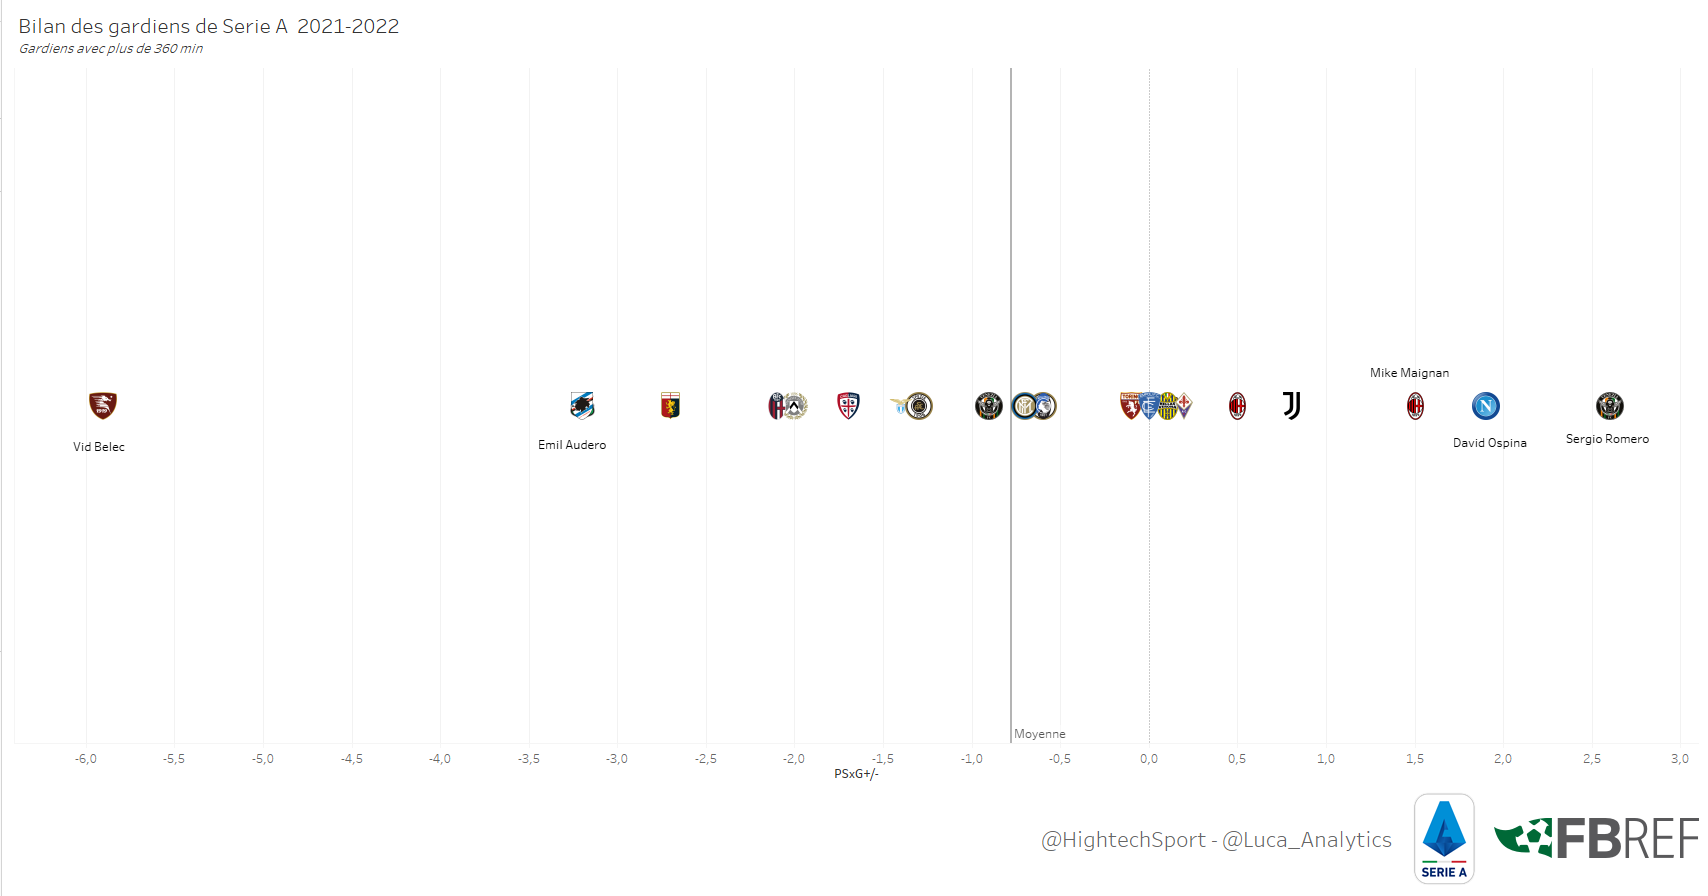 Bilan des gardiens de Serie A 2021-2022
Gardiens avec plus de 360 min
Mike Maignan
Vid Belec
Emil Audero
David Ospina
Sergio Romero
Moyenne
-6,0 -5,5 -5,0 -4,5 -4,0 -3,5 -3,0 -2,5 -2,0 -1,5 -1,0 -0,5 0,0 0,5 1,0 1,5 2,0 2,5 3,0
PSxG+/-
@HightechSport - @Luca_Analytics
SERIE A
FBREF